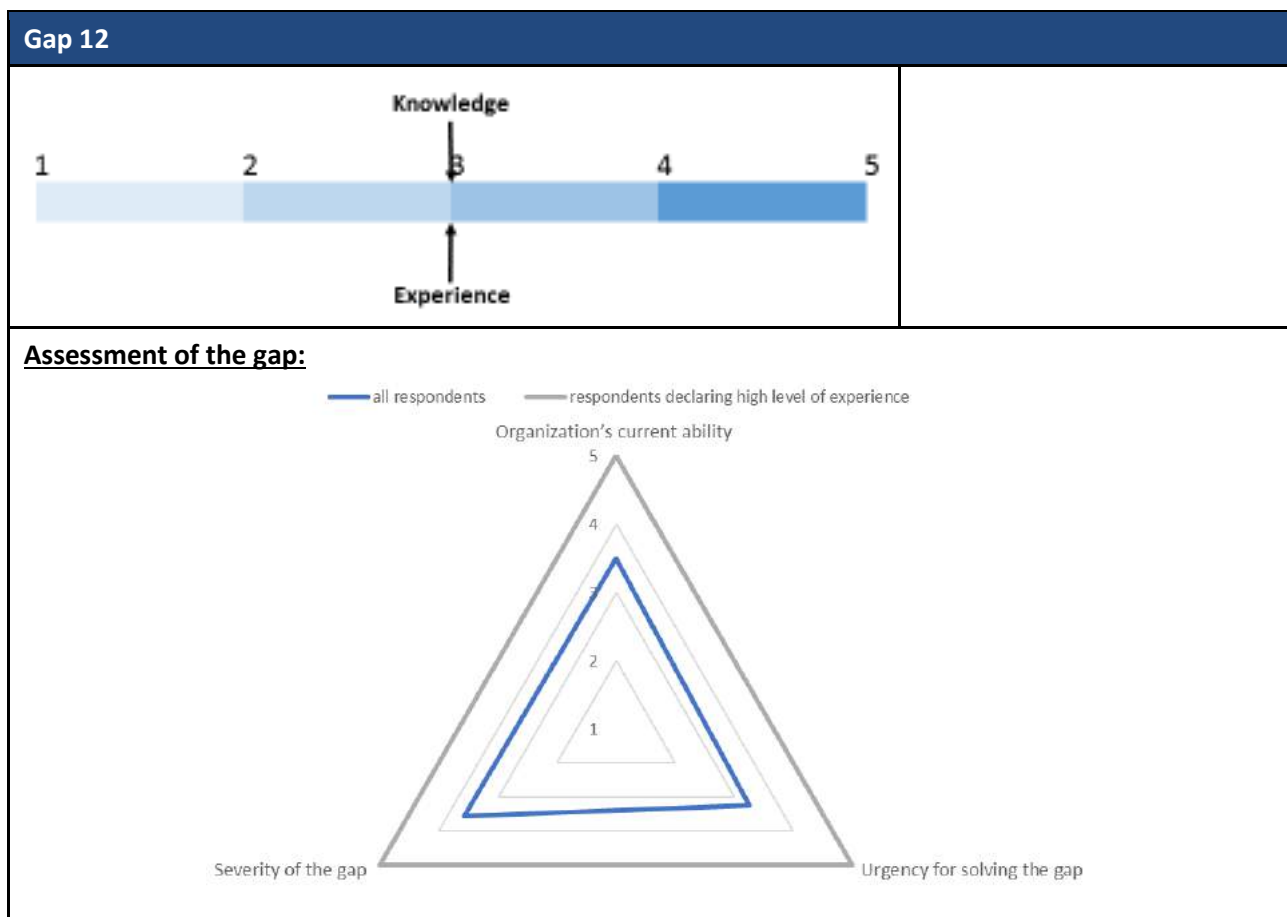 Gap 12
Knowledge
1 2 3 4 5
Experience
Assessment of the gap:
all respondents respondents declaring high level of experience
Organization's current ability
5
4
3
2
1
Severity of the gap Urgency for solving the gap